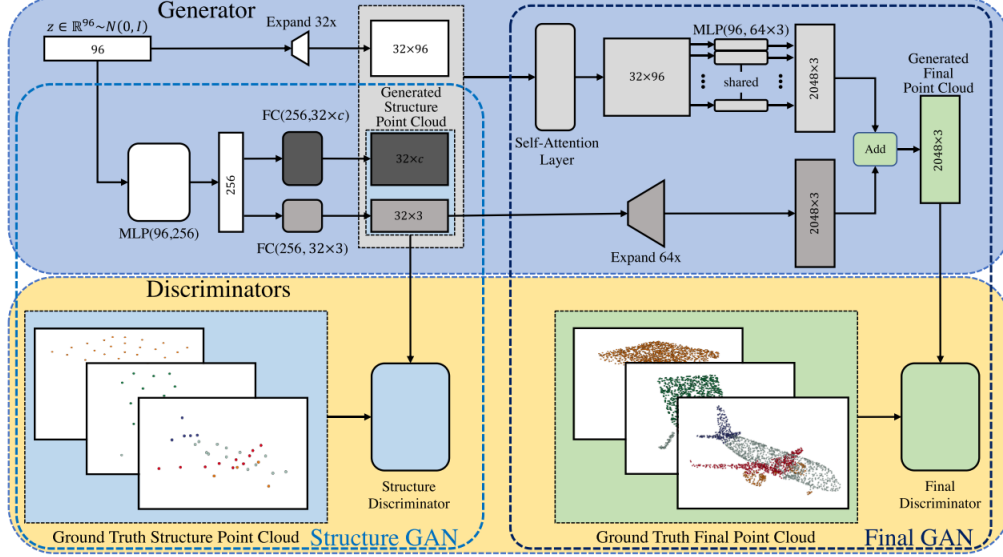 Generator
z ∈ ℝ⁹⁶~N(0, I)
96
Expand 32x
32×96
Generated
Structure
Point Cloud
FC(256,32×c)
32×c
256
MLP(96,256)
FC(256, 32×3)
32×3
Self-Attention
Layer
32×96
MLP(96, 64×3)
shared
2048×3
Expand 64x
2048×3
Add
Generated
Final
Point Cloud
2048×3
Discriminators
Structure
Discriminator
Ground Truth Structure Point Cloud
Structure GAN
Final
Discriminator
Ground Truth Final Point Cloud
Final GAN